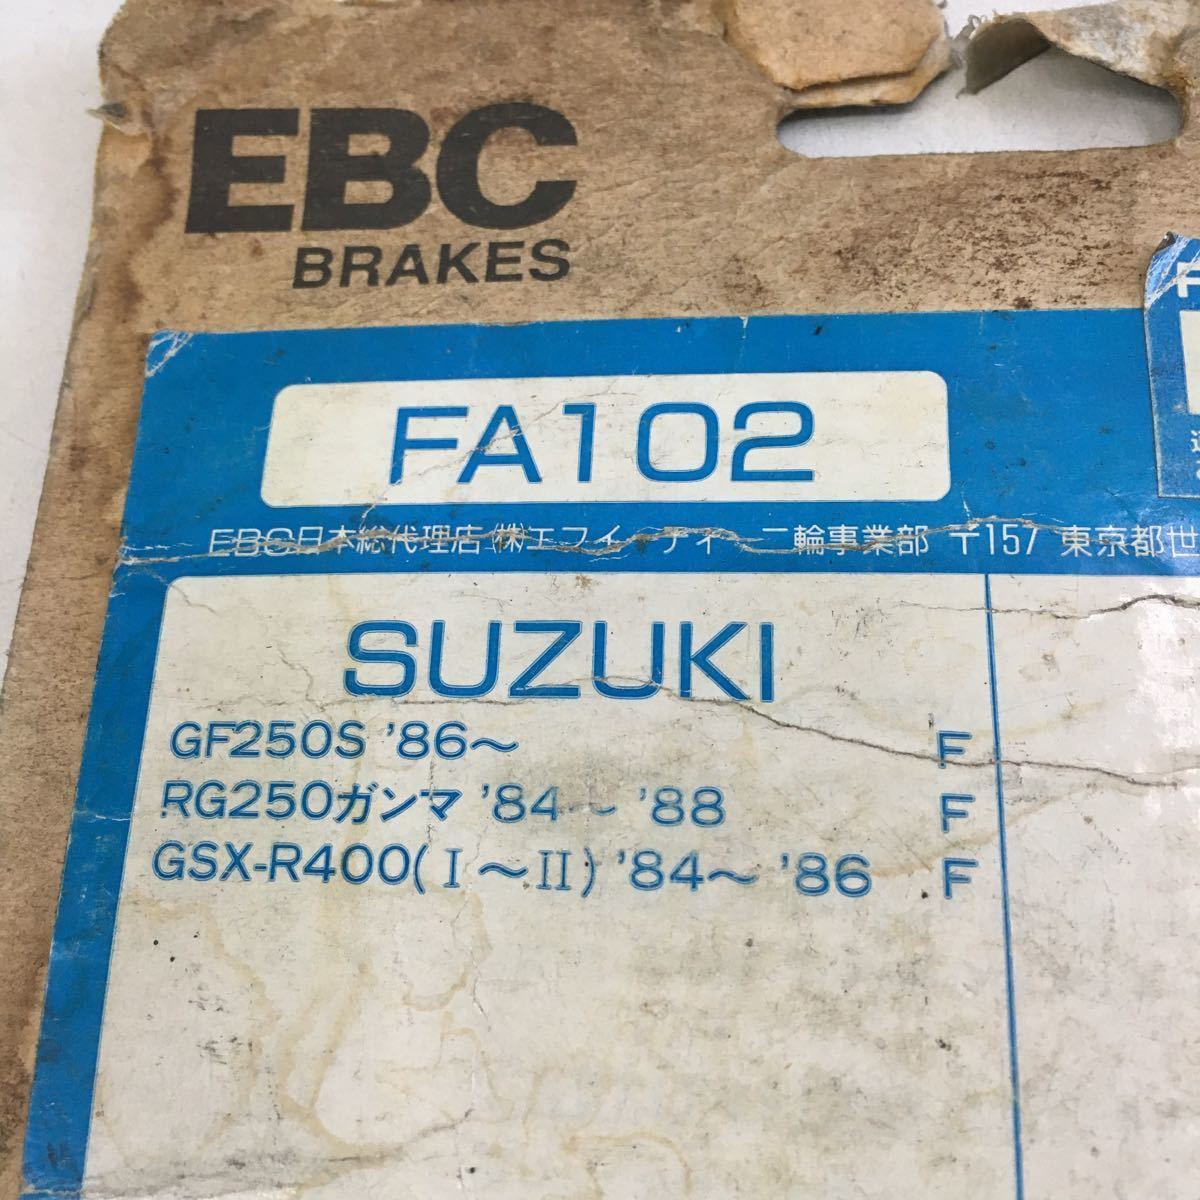 EBC
BRAKES
FA102
EBC日本総代理店 ㈱エフイーティー 二輪事業部 〒157 東京都世
SUZUKI
GF250S '86〜 F
RG250ガンマ '84〜'88 F
GSX-R400(Ⅰ〜Ⅱ) '84〜'86 F